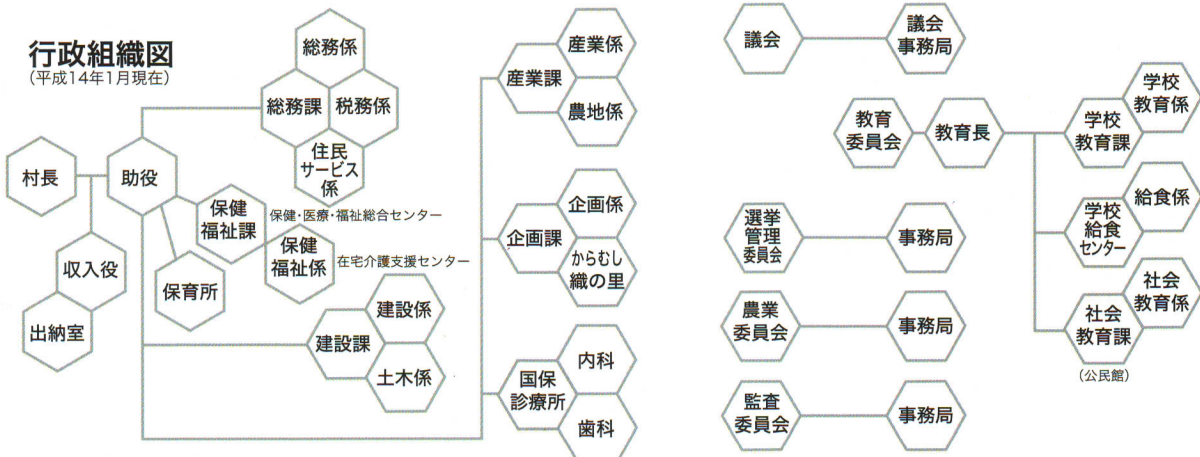 行政組織図
(平成14年1月現在)
村長
助役
収入役
出納室
総務係
総務課
税務係
住民
サービス
係
保健
福祉課
保健・医療・福祉総合センター
保健
福祉係
在宅介護支援センター
保育所
建設係
建設課
土木係
産業係
産業課
農地係
企画係
企画課
からむし
織の里
内科
国保
診療所
歯科
議会
議会
事務局
教育
委員会
教育長
学校
教育係
学校
教育課
給食係
学校
給食
センター
社会
教育係
社会
教育課
(公民館)
選挙
管理
委員会
事務局
農業
委員会
事務局
監査
委員会
事務局